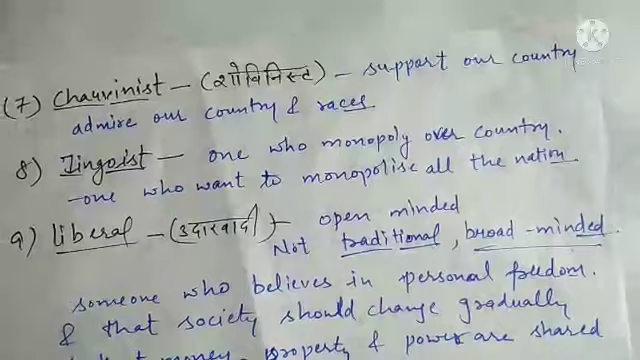 (7) Chauvinist – (शोविनिस्ट) – support our country
admire our country & races
8) Jingoist – one who monopoly over country.
– one who want to monopolise all the nation
9) liberal – (उदारवादी) – open minded
Not traditional, broad-minded.
someone who believes in personal freedom.
& that society should change gradually
money, property & power are shared